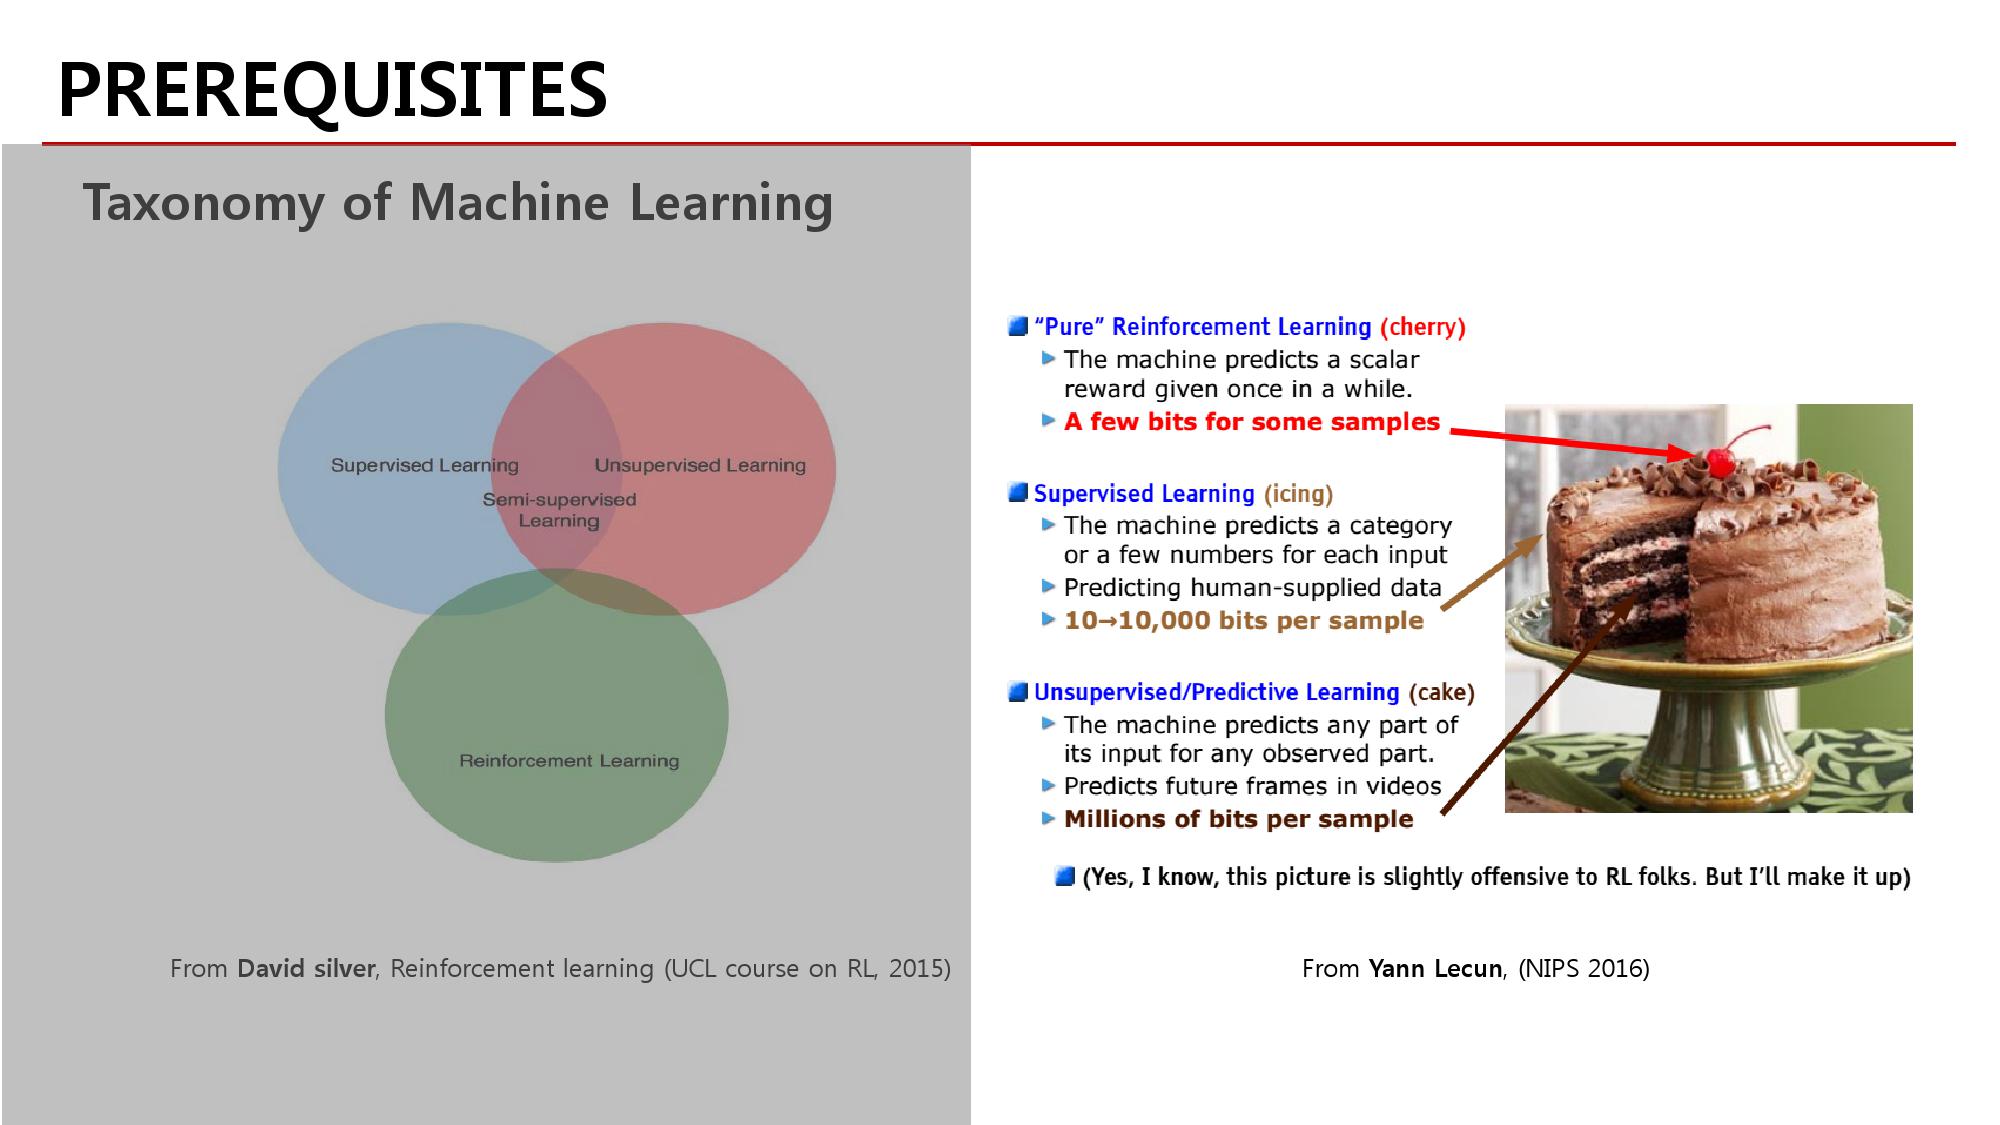 PREREQUISITES
Taxonomy of Machine Learning
Supervised Learning
Unsupervised Learning
Semi-supervised
Learning
Reinforcement Learning
From David silver, Reinforcement learning (UCL course on RL, 2015)
“Pure” Reinforcement Learning (cherry)
The machine predicts a scalar
reward given once in a while.
A few bits for some samples
Supervised Learning (icing)
The machine predicts a category
or a few numbers for each input
Predicting human-supplied data
10→10,000 bits per sample
Unsupervised/Predictive Learning (cake)
The machine predicts any part of
its input for any observed part.
Predicts future frames in videos
Millions of bits per sample
(Yes, I know, this picture is slightly offensive to RL folks. But I’ll make it up)
From Yann Lecun, (NIPS 2016)